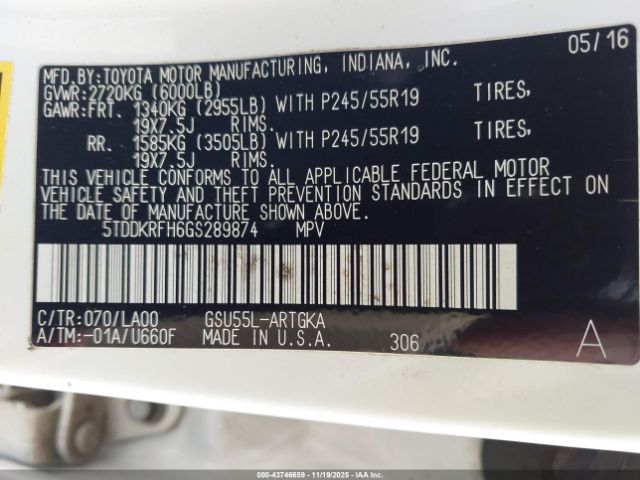 05/16
MFD.BY:TOYOTA MOTOR MANUFACTURING, INDIANA, INC.
GVWR:2720KG (6000LB)
GAWR:FRT. 1340KG (2955LB) WITH P245/55R19 TIRES,
19X7.5J RIMS.
RR. 1585KG (3505LB) WITH P245/55R19 TIRES,
19X7.5J RIMS.
THIS VEHICLE CONFORMS TO ALL APPLICABLE FEDERAL MOTOR
VEHICLE SAFETY AND THEFT PREVENTION STANDARDS IN EFFECT ON
THE DATE OF MANUFACTURE SHOWN ABOVE.
5TDDKRFH6GS289874 MPV
C/TR:070/LA00 GSU55L-ARTGKA
A/TM:-01A/U660F MADE IN U.S.A. 306 A
000-43746659 - 11/19/2025 - IAAI.COM